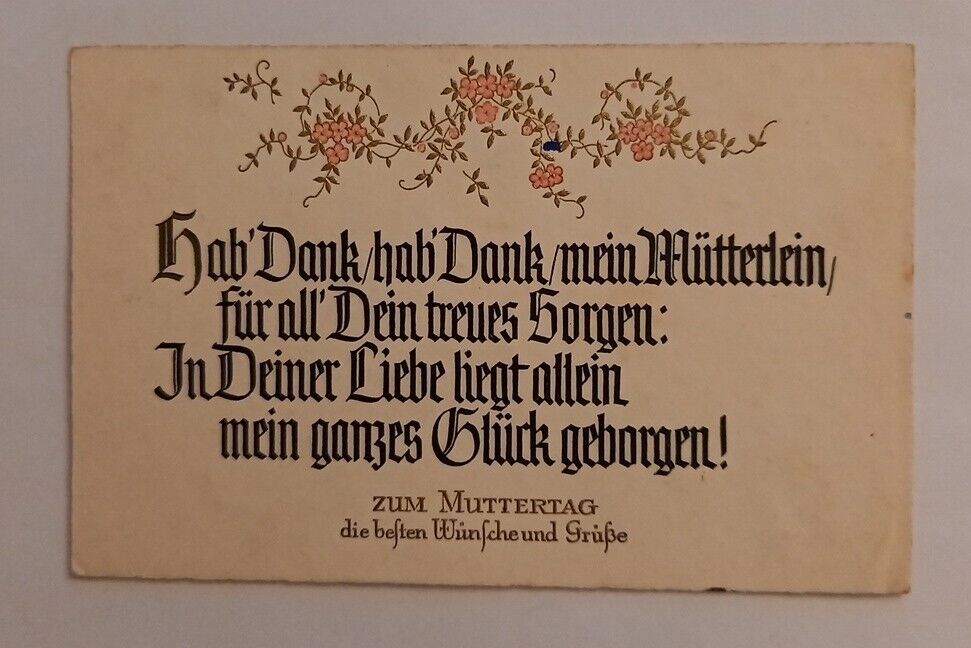 Hab' Dank/hab' Dank/mein Mütterlein/
für all' Dein treues Sorgen:
In Deiner Liebe liegt allein
mein ganzes Glück geborgen!
ZUM MUTTERTAG
die beſten Wünſche und Grüße